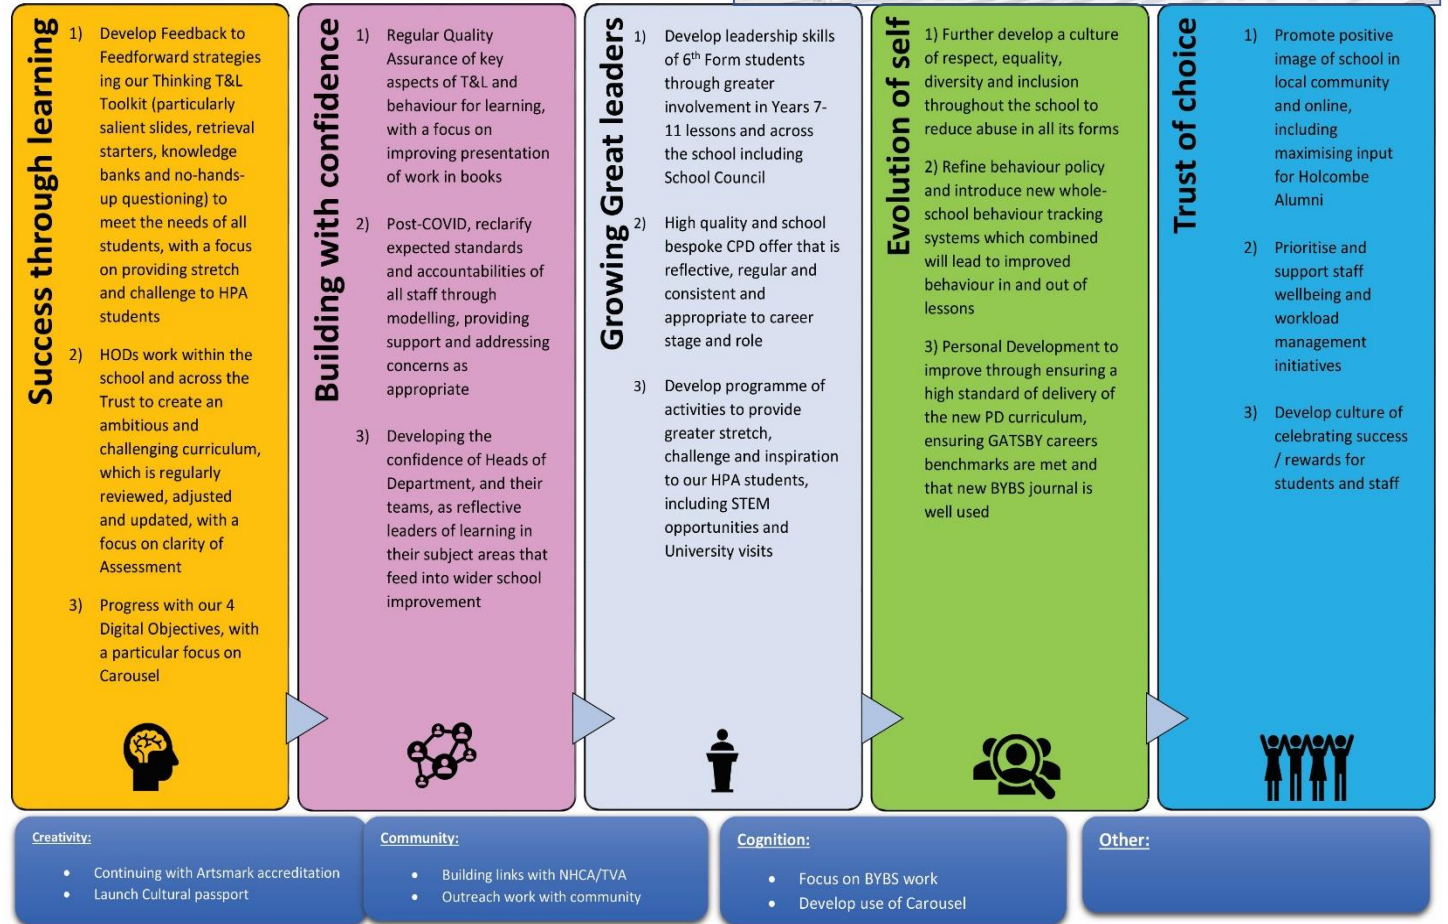 Success through learning
1) Develop Feedback to
Feedforward strategies
ing our Thinking T&L
Toolkit (particularly
salient slides, retrieval
starters, knowledge
banks and no-hands-
up questioning) to
meet the needs of all
students, with a focus
on providing stretch
and challenge to HPA
students
2) HODs work within the
school and across the
Trust to create an
ambitious and
challenging curriculum,
which is regularly
reviewed, adjusted
and updated, with a
focus on clarity of
Assessment
3) Progress with our 4
Digital Objectives, with
a particular focus on
Carousel
Building with confidence
1) Regular Quality
Assurance of key
aspects of T&L and
behaviour for learning,
with a focus on
improving presentation
of work in books
2) Post-COVID, reclarify
expected standards
and accountabilities of
all staff through
modelling, providing
support and addressing
concerns as
appropriate
3) Developing the
confidence of Heads of
Department, and their
teams, as reflective
leaders of learning in
their subject areas that
feed into wider school
improvement
Growing Great leaders
1) Develop leadership skills
of 6th Form students
through greater
involvement in Years 7-
11 lessons and across
the school including
School Council
2) High quality and school
bespoke CPD offer that is
reflective, regular and
consistent and
appropriate to career
stage and role
3) Develop programme of
activities to provide
greater stretch,
challenge and inspiration
to our HPA students,
including STEM
opportunities and
University visits
Evolution of self
1) Further develop a culture
of respect, equality,
diversity and inclusion
throughout the school to
reduce abuse in all its forms
2) Refine behaviour policy
and introduce new whole-
school behaviour tracking
systems which combined
will lead to improved
behaviour in and out of
lessons
3) Personal Development to
improve through ensuring a
high standard of delivery of
the new PD curriculum,
ensuring GATSBY careers
benchmarks are met and
that new BYBS journal is
well used
Trust of choice
1) Promote positive
image of school in
local community
and online,
including
maximising input
for Holcombe
Alumni
2) Prioritise and
support staff
wellbeing and
workload
management
initiatives
3) Develop culture of
celebrating success
/ rewards for
students and staff
Creativity:
• Continuing with Artsmark accreditation
• Launch Cultural passport
Community:
• Building links with NHCA/TVA
• Outreach work with community
Cognition:
• Focus on BYBS work
• Develop use of Carousel
Other: